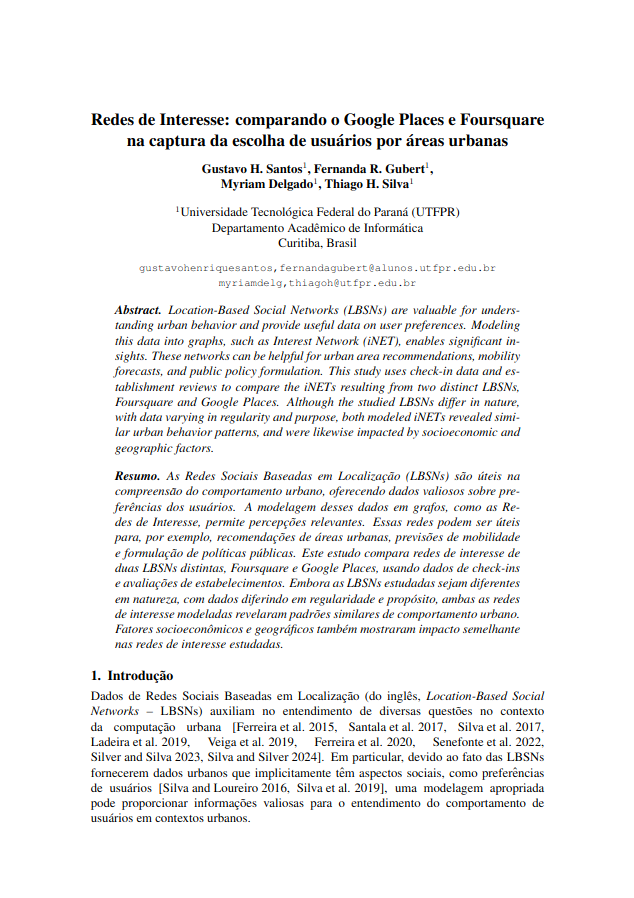 Redes de Interesse: comparando o Google Places e Foursquare
na captura da escolha de usuários por áreas urbanas
Gustavo H. Santos1, Fernanda R. Gubert1,
Myriam Delgado1, Thiago H. Silva1
1Universidade Tecnológica Federal do Paraná (UTFPR)
Departamento Acadêmico de Informática
Curitiba, Brasil
gustavohenriquesantos,fernandagubert@alunos.utfpr.edu.br
myriamdelg,thiagoh@utfpr.edu.br
Abstract. Location-Based Social Networks (LBSNs) are valuable for unders-
tanding urban behavior and provide useful data on user preferences. Modeling
this data into graphs, such as Interest Network (iNET), enables significant in-
sights. These networks can be helpful for urban area recommendations, mobility
forecasts, and public policy formulation. This study uses check-in data and es-
tablishment reviews to compare the iNETs resulting from two distinct LBSNs,
Foursquare and Google Places. Although the studied LBSNs differ in nature,
with data varying in regularity and purpose, both modeled iNETs revealed simi-
lar urban behavior patterns, and were likewise impacted by socioeconomic and
geographic factors.
Resumo. As Redes Sociais Baseadas em Localização (LBSNs) são úteis na
compreensão do comportamento urbano, oferecendo dados valiosos sobre pre-
ferências dos usuários. A modelagem desses dados em grafos, como as Re-
des de Interesse, permite percepções relevantes. Essas redes podem ser úteis
para, por exemplo, recomendações de áreas urbanas, previsões de mobilidade
e formulação de políticas públicas. Este estudo compara redes de interesse de
duas LBSNs distintas, Foursquare e Google Places, usando dados de check-ins
e avaliações de estabelecimentos. Embora as LBSNs estudadas sejam diferentes
em natureza, com dados diferindo em regularidade e propósito, ambas as redes
de interesse modeladas revelaram padrões similares de comportamento urbano.
Fatores socioeconômicos e geográficos também mostraram impacto semelhante
nas redes de interesse estudadas.
1. Introdução
Dados de Redes Sociais Baseadas em Localização (do inglês, Location-Based Social
Networks – LBSNs) auxiliam no entendimento de diversas questões no contexto
da computação urbana [Ferreira et al. 2015, Santala et al. 2017, Silva et al. 2017,
Ladeira et al. 2019, Veiga et al. 2019, Ferreira et al. 2020, Senefonte et al. 2022,
Silver and Silva 2023, Silva and Silver 2024]. Em particular, devido ao fato das LBSNs
fornecerem dados urbanos que implicitamente têm aspectos sociais, como preferências
de usuários [Silva and Loureiro 2016, Silva et al. 2019], uma modelagem apropriada
pode proporcionar informações valiosas para o entendimento do comportamento de
usuários em contextos urbanos.